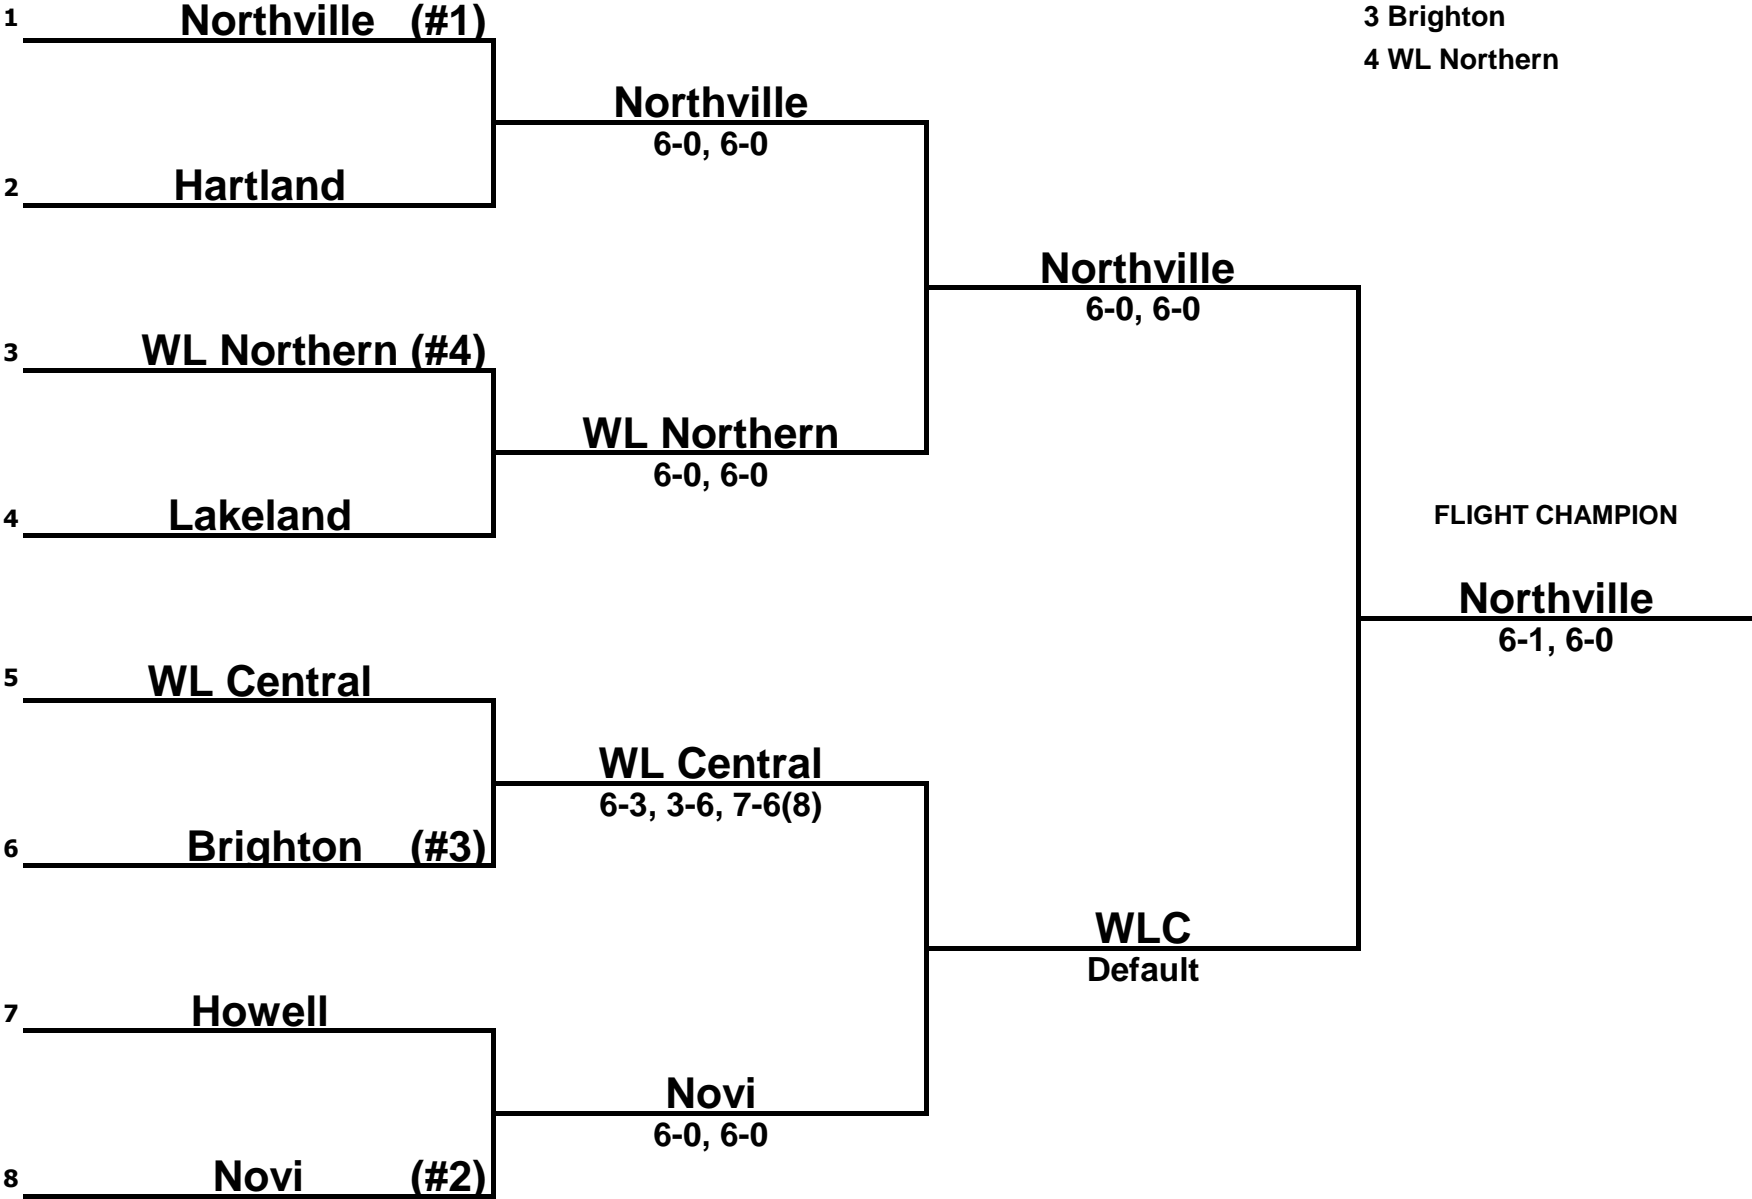 1 Northville (#1)
3 Brighton
4 WL Northern
Northville
6-0, 6-0
2 Hartland
Northville
6-0, 6-0
3 WL Northern (#4)
WL Northern
6-0, 6-0
4 Lakeland
FLIGHT CHAMPION
Northville
6-1, 6-0
5 WL Central
WL Central
6-3, 3-6, 7-6(8)
6 Brighton (#3)
WLC
Default
7 Howell
Novi
6-0, 6-0
8 Novi (#2)